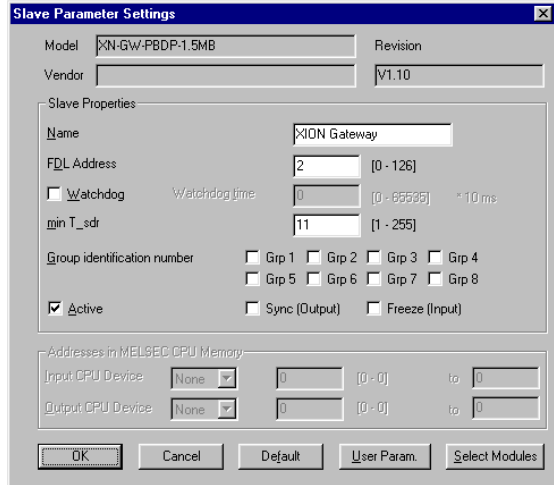 Slave Parameter Settings
Model XN-GW-PBDP-1.5MB Revision
Vendor V1.10
Slave Properties
Name XION Gateway
FDL Address 2 [0 - 126]
Watchdog Watchdog time 0 [0 - 65535] * 10 ms
min T_sdr 11 [1 - 255]
Group identification number Grp 1 Grp 2 Grp 3 Grp 4
Grp 5 Grp 6 Grp 7 Grp 8
Active Sync (Output) Freeze (Input)
Addresses in MELSEC CPU Memory
Input CPU Device None 0 [0 - 0] to 0
Output CPU Device None 0 [0 - 0] to 0
OK Cancel Default User Param. Select Modules